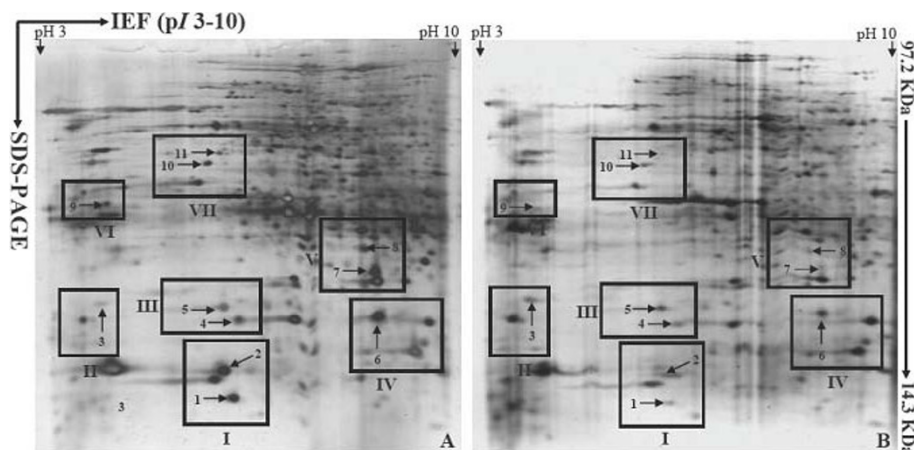 IEF (pI 3-10)
pH 3
pH 10
pH 3
pH 10
SDS-PAGE
97.2 KDa
14.3 KDa
11
10
VII
9
VI
8
V
7
III
5
4
3
II
6
IV
2
1
3
I
A
11
10
VII
9
VI
8
V
7
III
5
4
3
II
6
IV
2
1
I
B